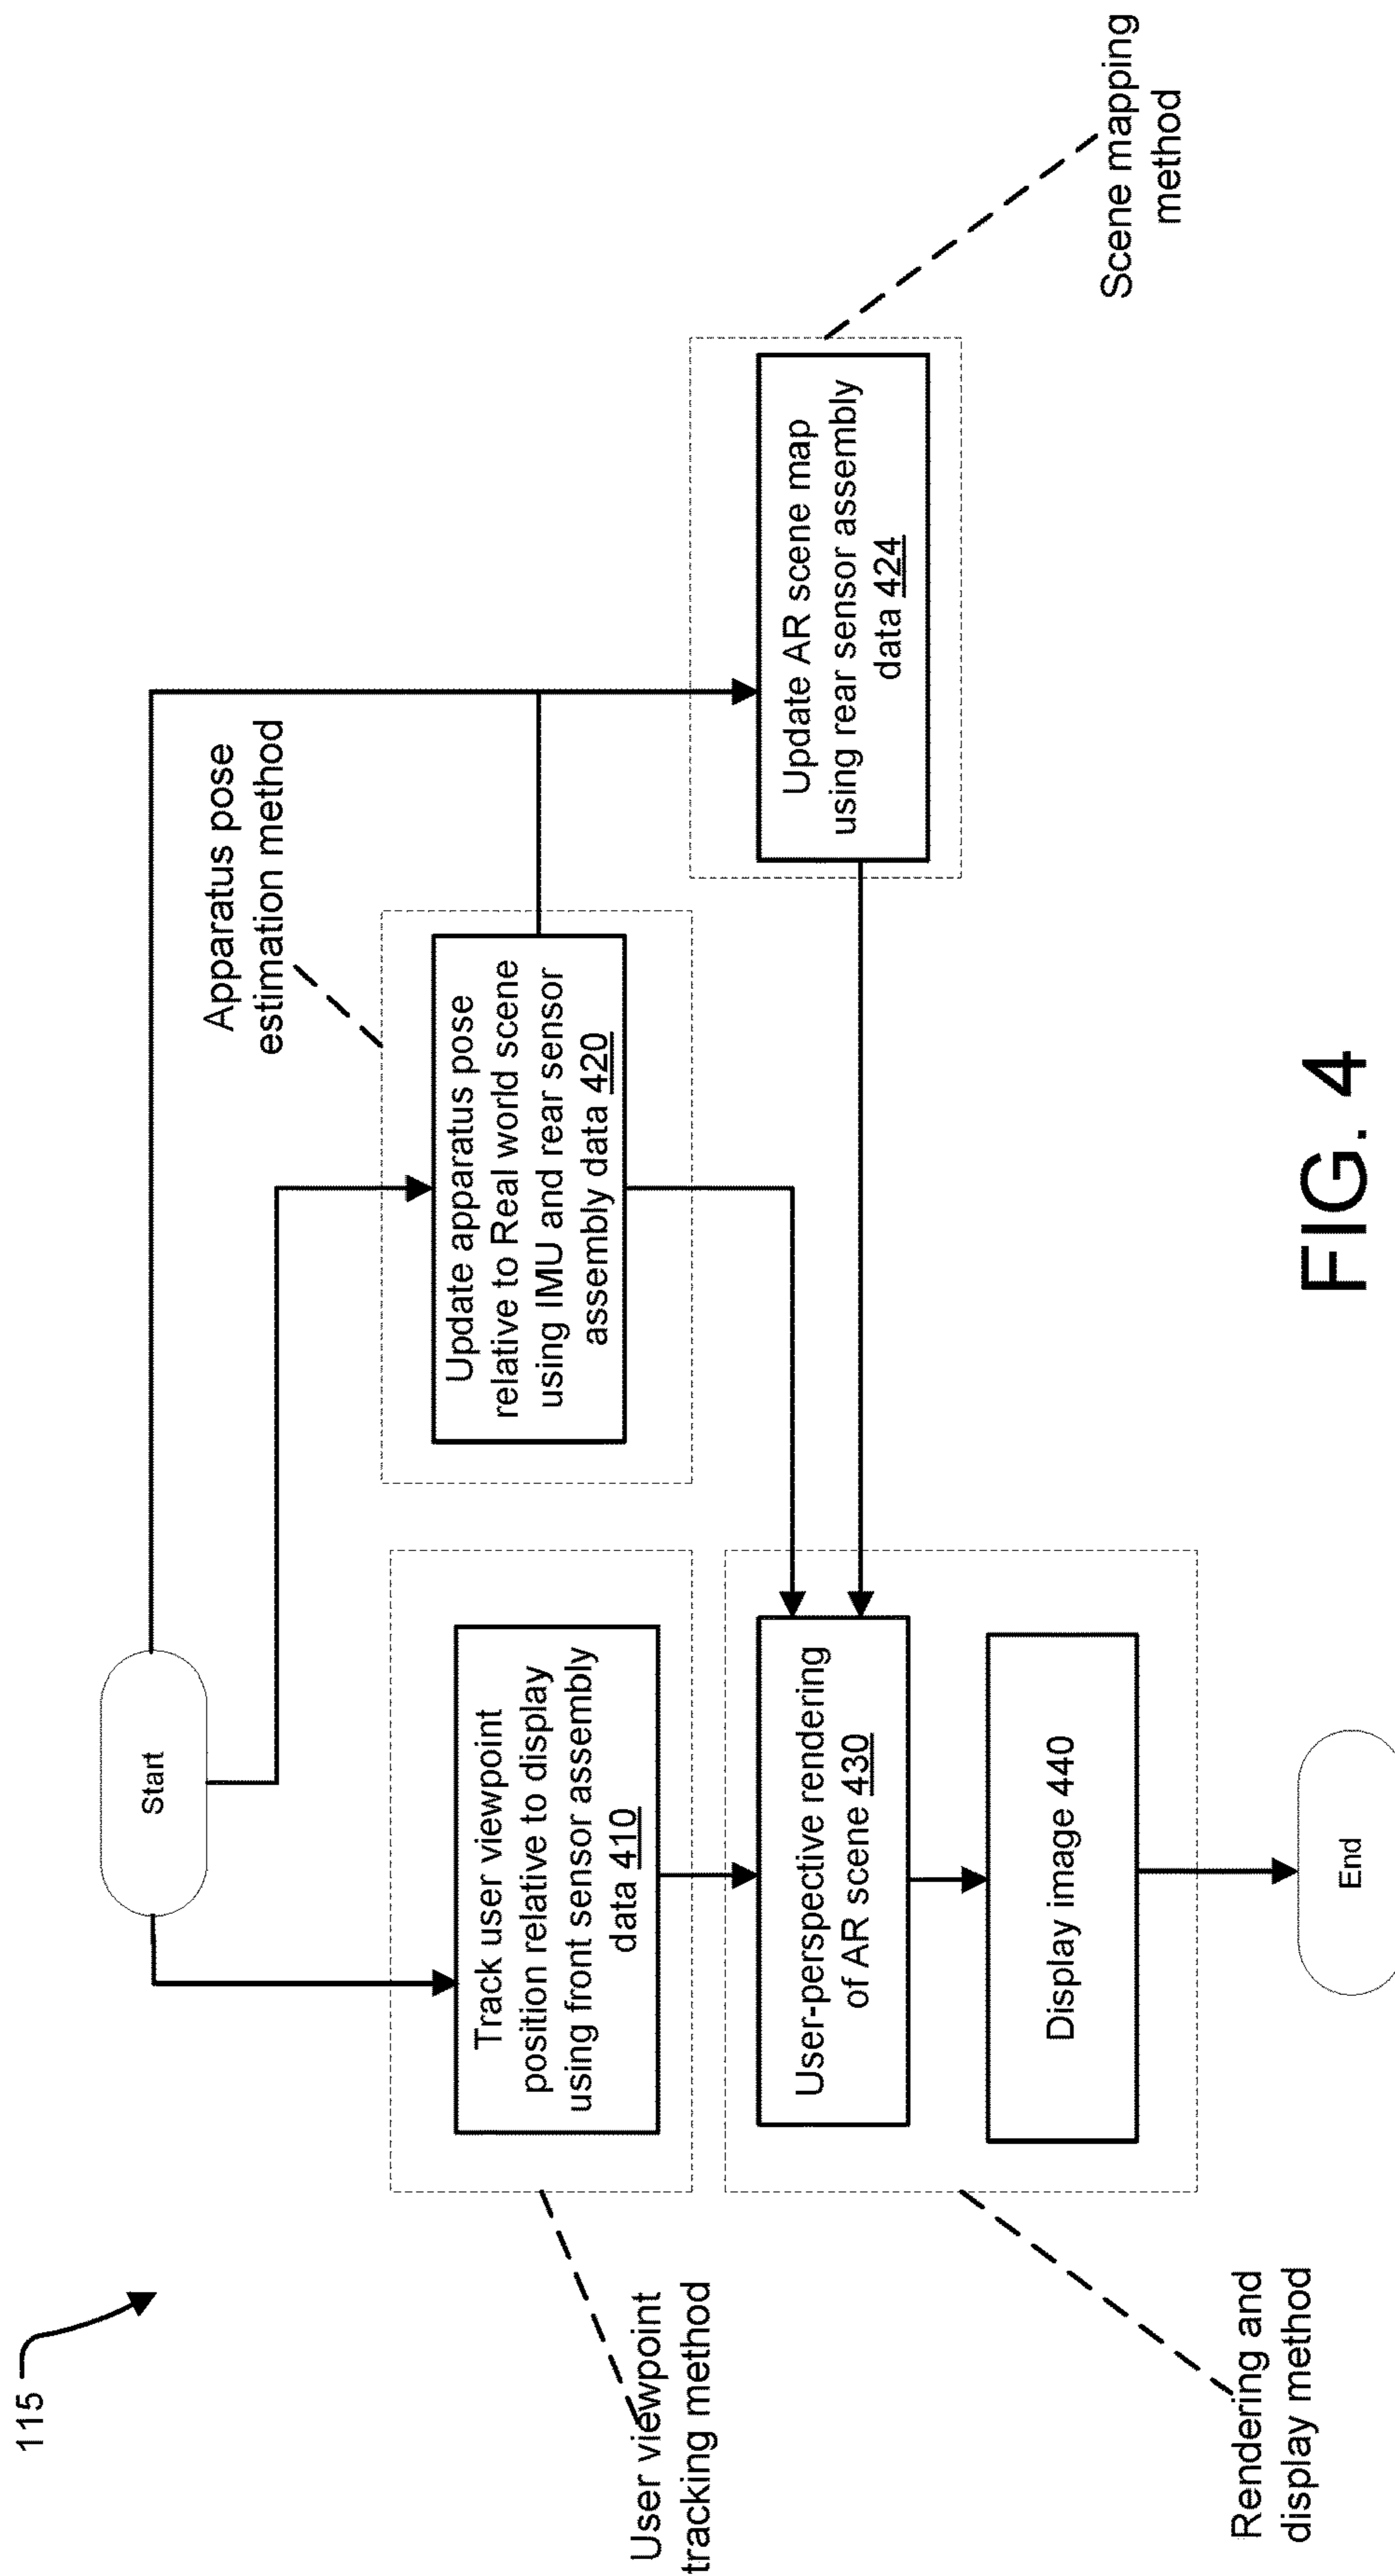 115
Start
Apparatus pose
estimation method
Track user viewpoint
position relative to display
using front sensor assembly
data 410
Update apparatus pose
relative to Real world scene
using IMU and rear sensor
assembly data 420
User viewpoint
tracking method
User-perspective rendering
of AR scene 430
Update AR scene map
using rear sensor assembly
data 424
Display image 440
Scene mapping
method
Rendering and
display method
End
FIG. 4